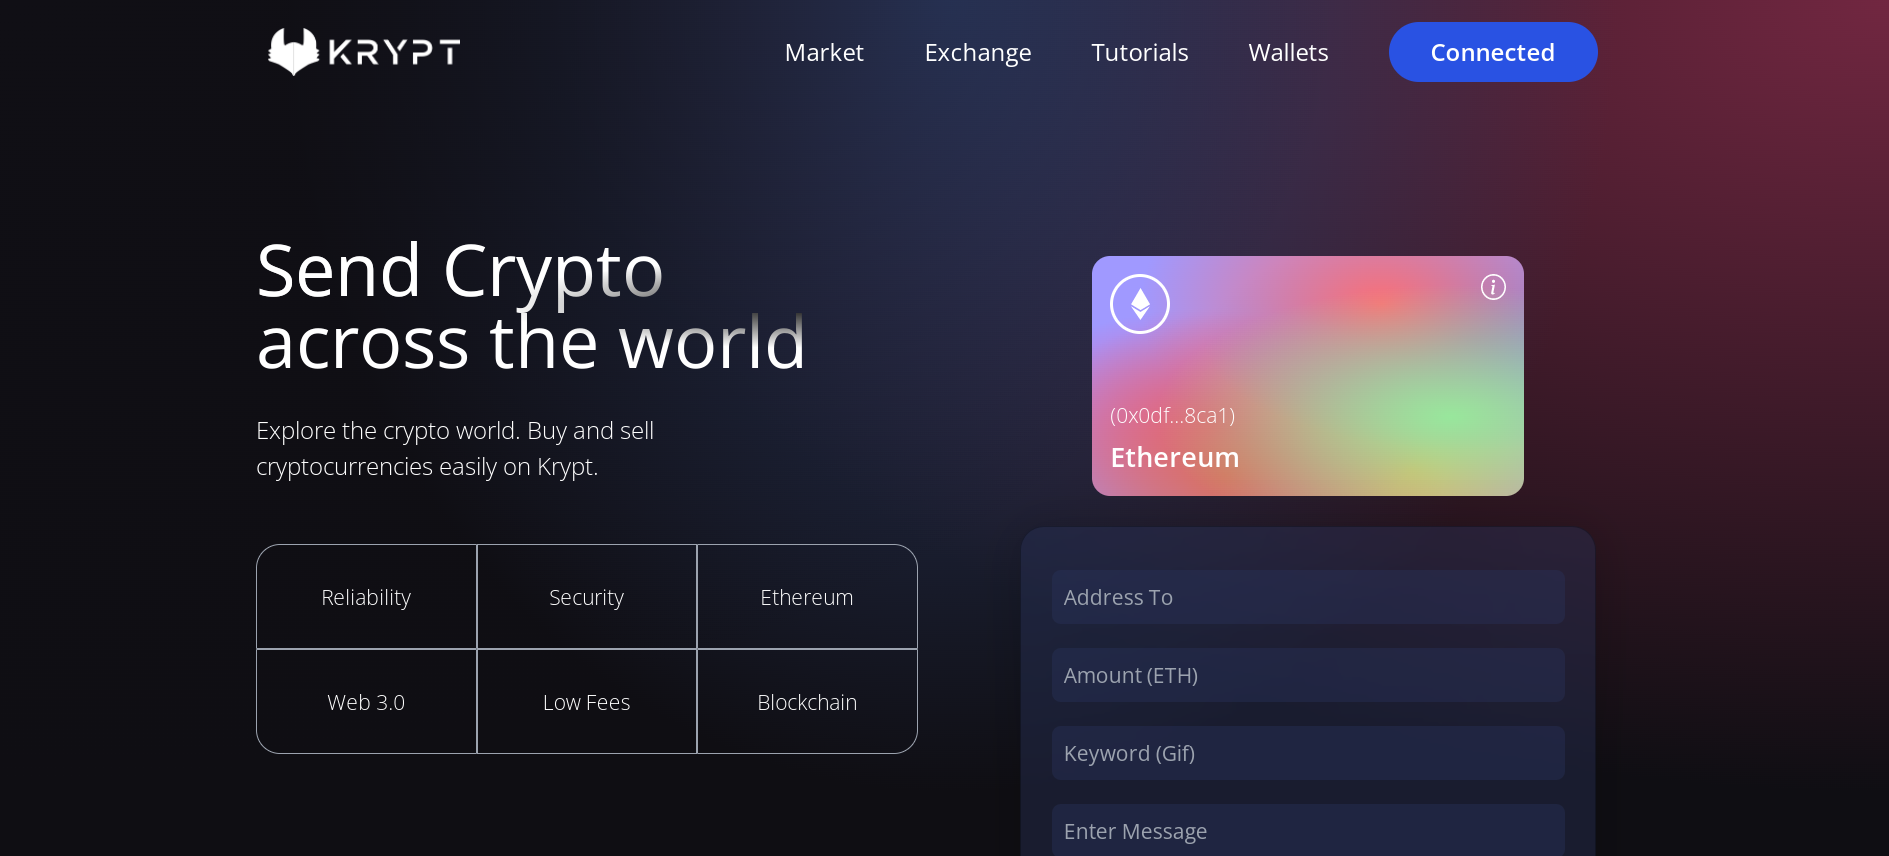 KRYPT
Market
Exchange
Tutorials
Wallets
Connected
Send Crypto
across the world
Explore the crypto world. Buy and sell
cryptocurrencies easily on Krypt.
Reliability
Security
Ethereum
Web 3.0
Low Fees
Blockchain
i
(0x0df...8ca1)
Ethereum
Address To
Amount (ETH)
Keyword (Gif)
Enter Message